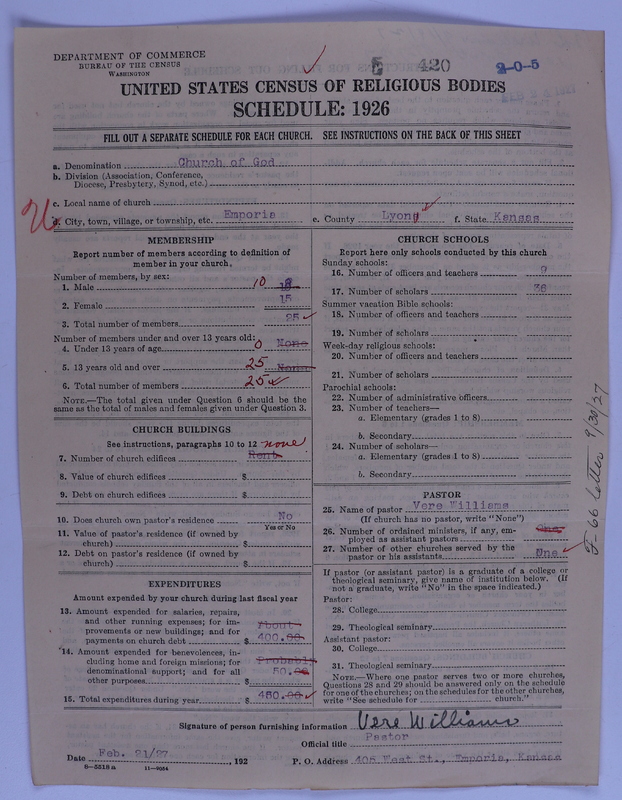 DEPARTMENT OF COMMERCE
BUREAU OF THE CENSUS
WASHINGTON
420
2-0-5
UNITED STATES CENSUS OF RELIGIOUS BODIES
SCHEDULE: 1926
FILL OUT A SEPARATE SCHEDULE FOR EACH CHURCH. SEE INSTRUCTIONS ON THE BACK OF THIS SHEET
a. Denomination Church of God
b. Division (Association, Conference,
Diocese, Presbytery, Synod, etc.)
c. Local name of church
d. City, town, village, or township, etc. Emporia e. County Lyong f. State Kansas
MEMBERSHIP
Report number of members according to definition of
member in your church.
Number of members, by sex:
1. Male 10
2. Female 15
3. Total number of members 25
Number of members under and over 13 years old:
4. Under 13 years of age 0 None
5. 13 years old and over 25 None
6. Total number of members 25
NOTE.—The total given under Question 6 should be the
same as the total of males and females given under Question 3.
CHURCH BUILDINGS
See instructions, paragraphs 10 to 12 none
7. Number of church edifices Rent
8. Value of church edifices $
9. Debt on church edifices $
10. Does church own pastor's residence No
Yes or No
11. Value of pastor's residence (if owned by
church) $
12. Debt on pastor's residence (if owned by
church) $
EXPENDITURES
Amount expended by your church during last fiscal year
13. Amount expended for salaries, repairs,
and other running expenses; for im- About
provements or new buildings; and for
payments on church debt $ 400.00
14. Amount expended for benevolences, in-
cluding home and foreign missions; for Probabl
denominational support; and for all 50.00
other purposes $
15. Total expenditures during year $ 450.00
CHURCH SCHOOLS
Report here only schools conducted by this church
Sunday schools:
16. Number of officers and teachers 9
17. Number of scholars 36
Summer vacation Bible schools:
18. Number of officers and teachers
19. Number of scholars
Week-day religious schools:
20. Number of officers and teachers
21. Number of scholars
Parochial schools:
22. Number of administrative officers
23. Number of teachers—
a. Elementary (grades 1 to 8)
b. Secondary
24. Number of scholars—
a. Elementary (grades 1 to 8)
b. Secondary
PASTOR
25. Name of pastor Vere Williams
(If church has no pastor, write "None")
26. Number of ordained ministers, if any, em-
ployed as assistant pastors One
27. Number of other churches served by the
pastor or his assistants One
If pastor (or assistant pastor) is a graduate of a college or
theological seminary, give name of institution below. (If
not a graduate, write "No" in the space indicated.)
Pastor:
28. College
29. Theological seminary
Assistant pastor:
30. College
31. Theological seminary
NOTE.—Where one pastor serves two or more churches,
Questions 28 and 29 should be answered only on the schedule
for one of the churches; on the schedules for the other churches,
write "See schedule for church."
Signature of person furnishing information Vere Williams
Official title Pastor
Date Feb. 21/27, 192 P. O. Address 405 West St., Emporia, Kansas
8—5518a 11—9034
F-66 letter 9/30/27